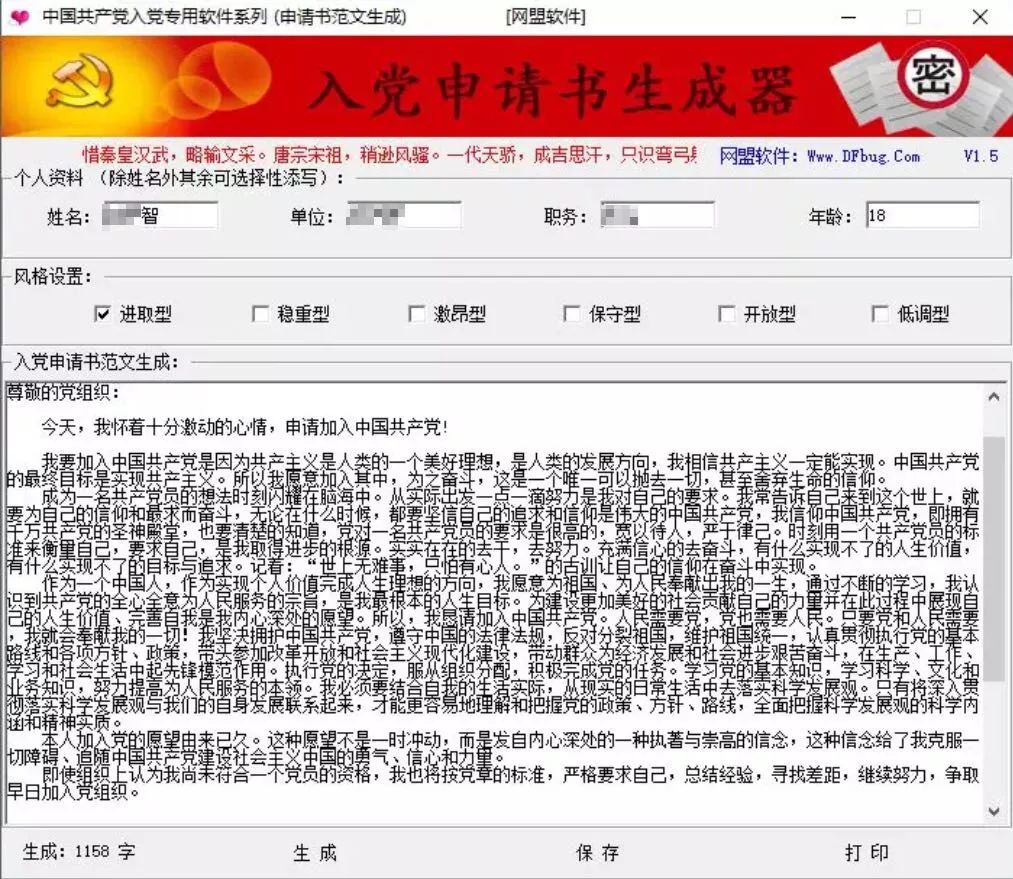 中国共产党入党专用软件系列 (申请书范文生成) [网盟软件]
入党申请书生成器 密
惜秦皇汉武，略输文采。唐宗宋祖，稍逊风骚。一代天骄，成吉思汗，只识弯弓 网盟软件：Www.DFbug.Com V1.5
个人资料 （除姓名外其余可选择性添写）：
姓名： 智 单位： 职务： 年龄： 18
风格设置：
进取型 稳重型 激昂型 保守型 开放型 低调型
入党申请书范文生成：
尊敬的党组织：
今天，我怀着十分激动的心情，申请加入中国共产党！
我要加入中国共产党是因为共产主义是人类的一个美好理想，是人类的发展方向，我相信共产主义一定能实现。中国共产党
的最终目标是实现共产主义。所以我愿意加入其中，为之奋斗，这是一个唯一可以抛去一切，甚至善弃生命的信仰。
成为一名共产党员的想法时刻闪耀在脑海中。从实际出发一点一滴努力是我对自己的要求。我常告诉自己来到这个世上，就
要为自己的信仰和最求而奋斗，无论在什么时候，都要坚信自己的追求和信仰是伟大的中国共产党，我信仰中国共产党，即拥有
千万共产党的圣神殿堂，也要清楚的知道，党对一名共产党员的要求是很高的，宽以待人，严于律己。时刻用一个共产党员的标
准来衡量自己，要求自己，是我取得进步的根源。实实在在的去干，去努力。充满信心的去奋斗，有什么实现不了的人生价值，
有什么实现不了的目标与追求。记着：“世上无难事，只怕有心人。”的古训让自己的信仰在奋斗中实现。
作为一个中国人，作为实现个人价值完成人生理想的方向，我愿意为祖国、为人民奉献出我的一生，通过不断的学习，我认
识到共产党的全心全意为人民服务的宗旨，是我最根本的人生目标。为建设更加美好的社会贡献自己的力量并在此过程中展现自
己的人生价值、完善自我是我内心深处的愿望。所以，我恳请加入中国共产党。人民需要党，党也需要人民。只要党和人民需要
，我就会奉献我的一切！我坚决拥护中国共产党，遵守中国的法律法规，反对分裂祖国，维护祖国统一，认真贯彻执行党的基本
路线和各项方针、政策，带头参加改革开放和社会主义现代化建设，带动群众为经济发展和社会进步艰苦奋斗，在生产、工作、
学习和社会生活中起先锋模范作用。执行党的决定，服从组织分配，积极完成党的任务。学习党的基本知识，学习科学、文化和
业务知识，努力提高为人民服务的本领。我必须要结合自我的生活实际，从现实的日常生活中去落实科学发展观。只有将深入贯
彻落实科学发展观与我们的自身发展联系起来，才能更容易地理解和把握党的政策、方针、路线，全面把握科学发展观的科学内
涵和精神实质。
本人加入党的愿望由来已久。这种愿望不是一时冲动，而是发自内心深处的一种执著与崇高的信念，这种信念给了我克服一
切障碍、追随中国共产党建设社会主义中国的勇气、信心和力量。
即使组织上认为我尚未符合一个党员的资格，我也将按党章的标准，严格要求自己，总结经验，寻找差距，继续努力，争取
早日加入党组织。
生成：1158 字 生 成 保 存 打 印